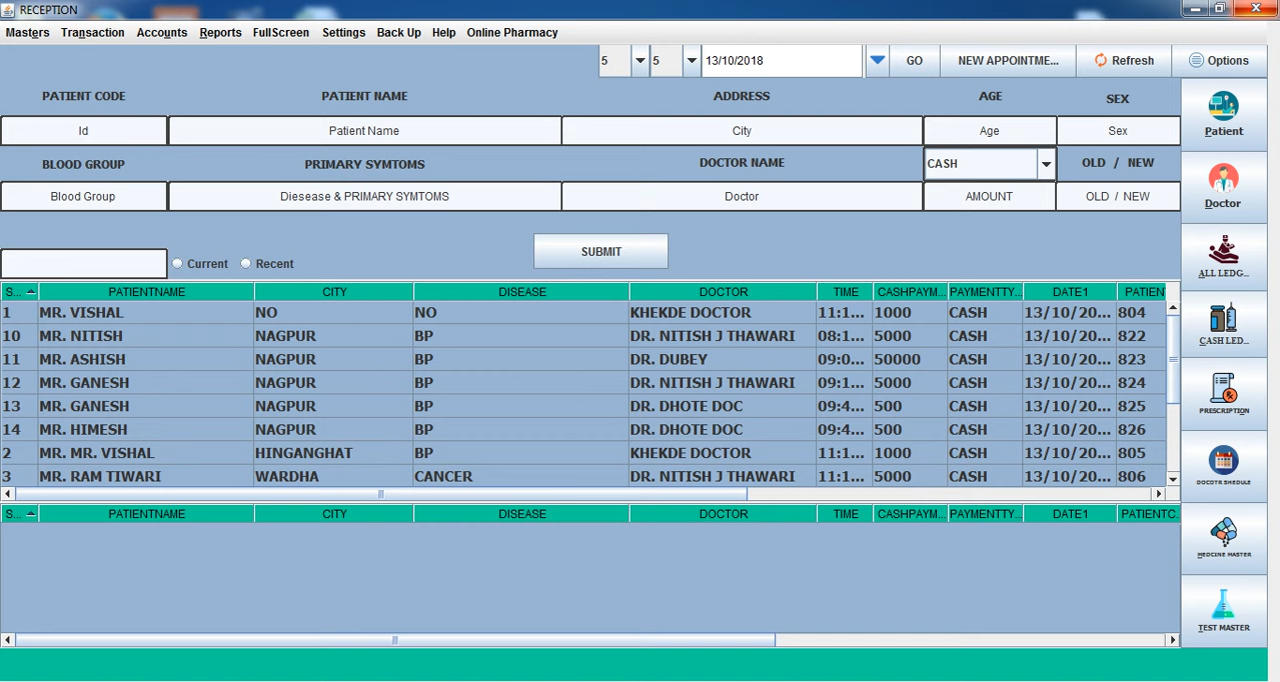 RECEPTION
Masters Transaction Accounts Reports FullScreen Settings Back Up Help Online Pharmacy
5 5 13/10/2018 GO NEW APPOINTME... Refresh Options
PATIENT CODE PATIENT NAME ADDRESS AGE SEX
Id Patient Name City Age Sex
BLOOD GROUP PRIMARY SYMTOMS DOCTOR NAME CASH OLD / NEW
Blood Group Diesease & PRIMARY SYMTOMS Doctor AMOUNT OLD / NEW
Current Recent SUBMIT
S... PATIENTNAME CITY DISEASE DOCTOR TIME CASHPAYM... PAYMENTTY... DATE1 PATIEN
1 MR. VISHAL NO NO KHEKDE DOCTOR 11:1... 1000 CASH 13/10/20... 804
10 MR. NITISH NAGPUR BP DR. NITISH J THAWARI 08:1... 5000 CASH 13/10/20... 822
11 MR. ASHISH NAGPUR BP DR. DUBEY 09:0... 50000 CASH 13/10/20... 823
12 MR. GANESH NAGPUR BP DR. NITISH J THAWARI 09:1... 5000 CASH 13/10/20... 824
13 MR. GANESH NAGPUR BP DR. DHOTE DOC 09:4... 500 CASH 13/10/20... 825
14 MR. HIMESH NAGPUR BP DR. DHOTE DOC 09:4... 500 CASH 13/10/20... 826
2 MR. MR. VISHAL HINGANGHAT BP KHEKDE DOCTOR 11:1... 1000 CASH 13/10/20... 805
3 MR. RAM TIWARI WARDHA CANCER DR. NITISH J THAWARI 11:1... 5000 CASH 13/10/20... 806
S... PATIENTNAME CITY DISEASE DOCTOR TIME CASHPAYM... PAYMENTTY... DATE1 PATIENTC
Patient
Doctor
ALL LEDG...
CASH LED...
PRESCRIPTION
DOCOTR SHEDULE
MEDCINE MASTER
TEST MASTER